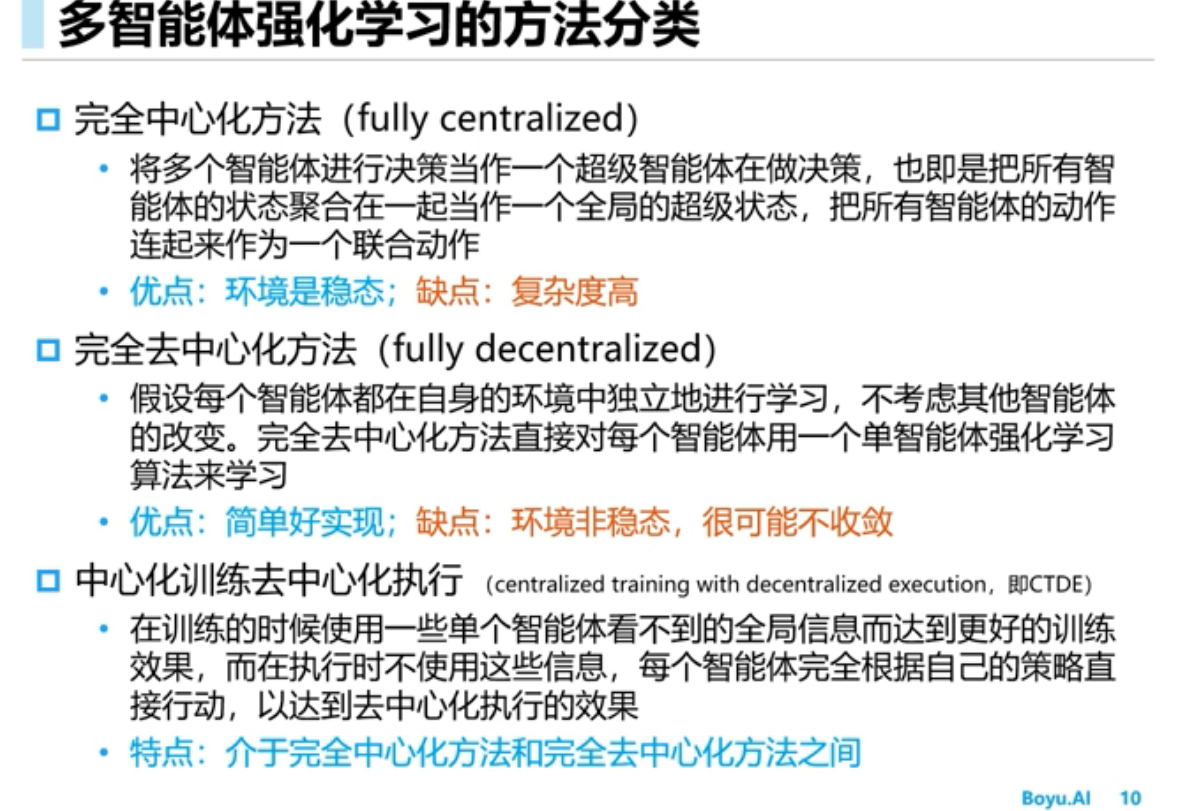 多智能体强化学习的方法分类
完全中心化方法（fully centralized）
将多个智能体进行决策当作一个超级智能体在做决策，也即是把所有智
能体的状态聚合在一起当作一个全局的超级状态，把所有智能体的动作
连起来作为一个联合动作
优点：环境是稳态；缺点：复杂度高
完全去中心化方法（fully decentralized）
假设每个智能体都在自身的环境中独立地进行学习，不考虑其他智能体
的改变。完全去中心化方法直接对每个智能体用一个单智能体强化学习
算法来学习
优点：简单好实现；缺点：环境非稳态，很可能不收敛
中心化训练去中心化执行（centralized training with decentralized execution，即CTDE）
在训练的时候使用一些单个智能体看不到的全局信息而达到更好的训练
效果，而在执行时不使用这些信息，每个智能体完全根据自己的策略直
接行动，以达到去中心化执行的效果
特点：介于完全中心化方法和完全去中心化方法之间
Boyu.AI 10